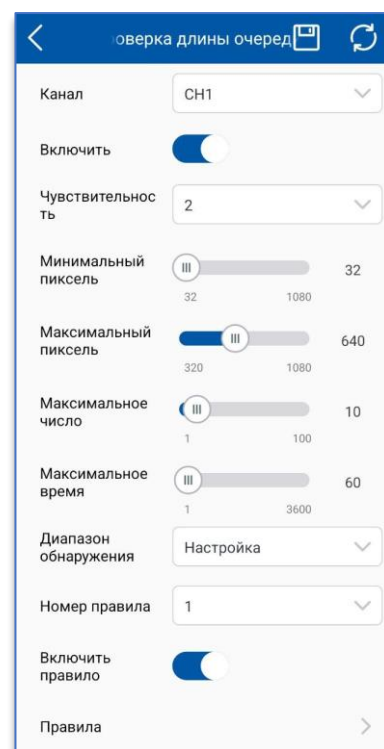 оверка длины очеред
Канал
CH1
Включить
Чувствительнос
ть
2
Минимальный
пиксель
32
32 1080
Максимальный
пиксель
640
320 1080
Максимальное
число
10
1 100
Максимальное
время
60
1 3600
Диапазон
обнаружения
Настройка
Номер правила
1
Включить
правило
Правила